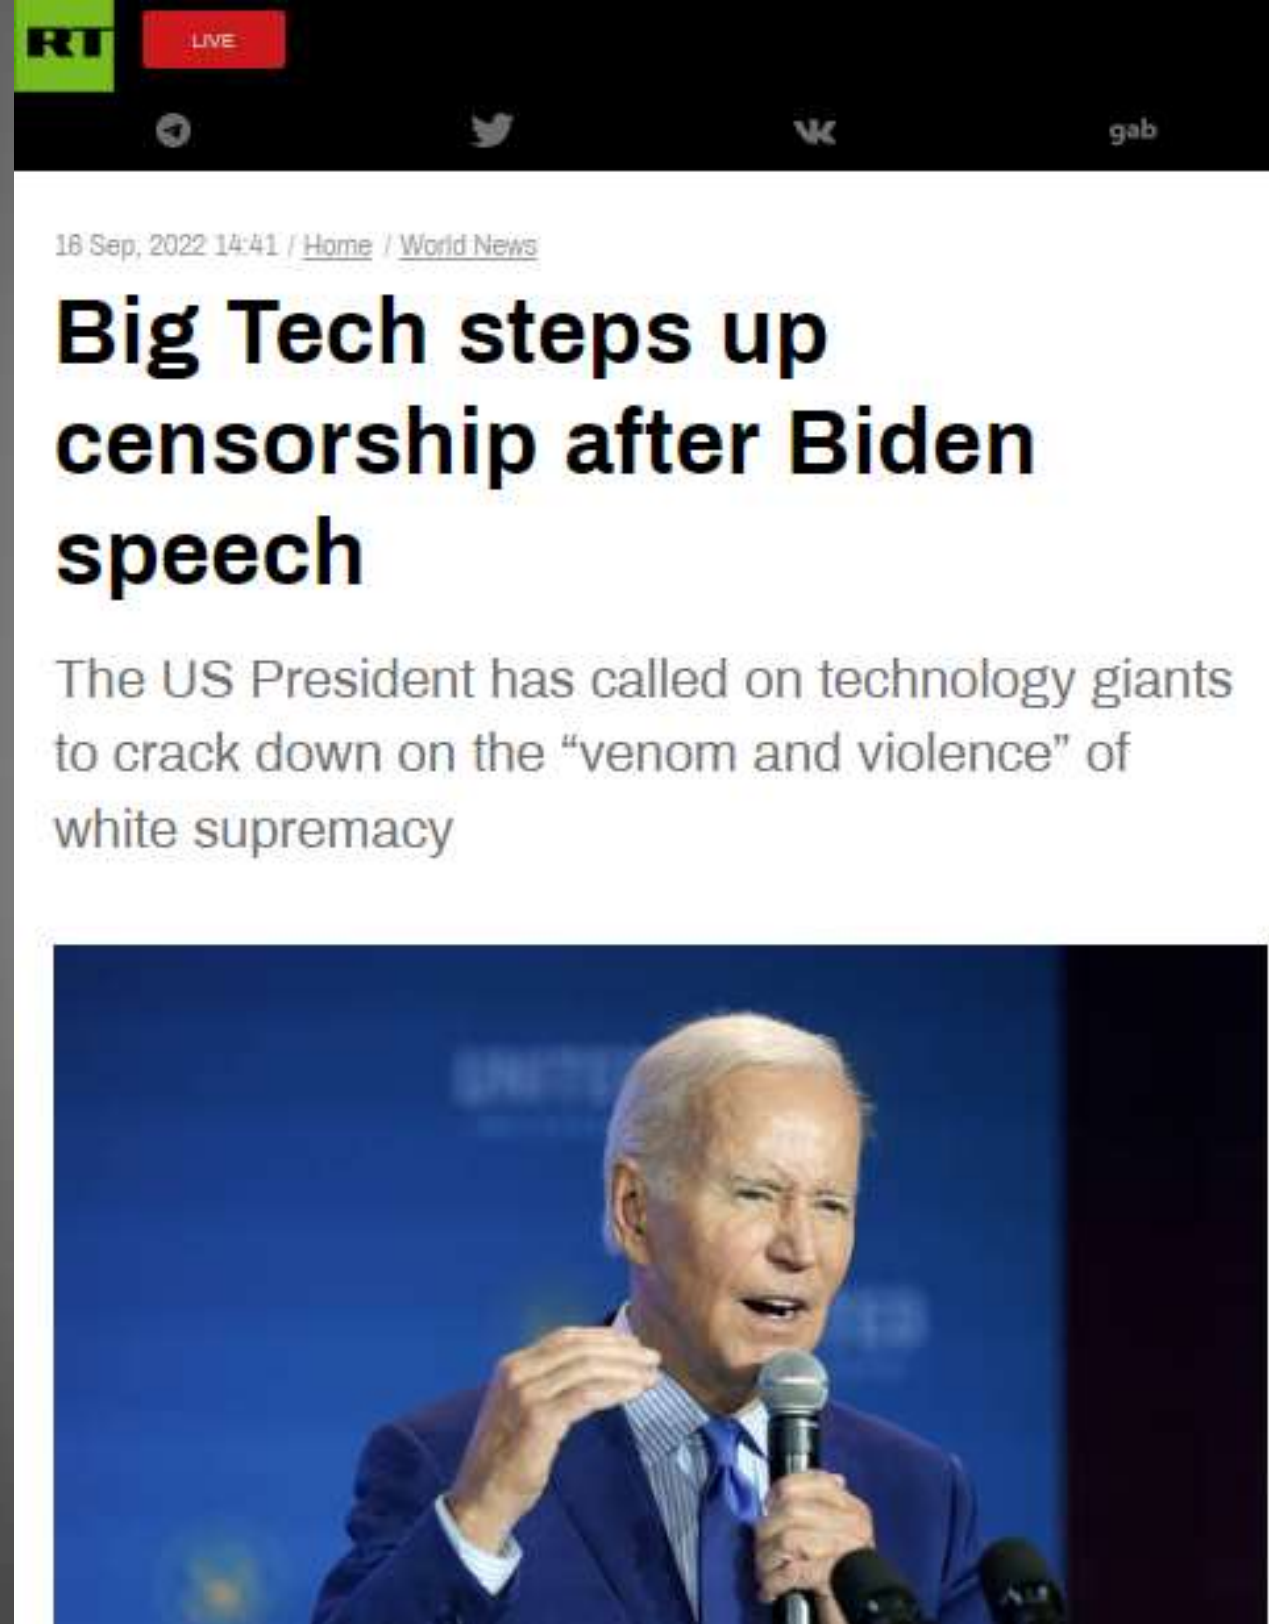 RT
LIVE
gab
16 Sep, 2022 14:41 / Home / World News
Big Tech steps up
censorship after Biden
speech
The US President has called on technology giants
to crack down on the “venom and violence” of
white supremacy